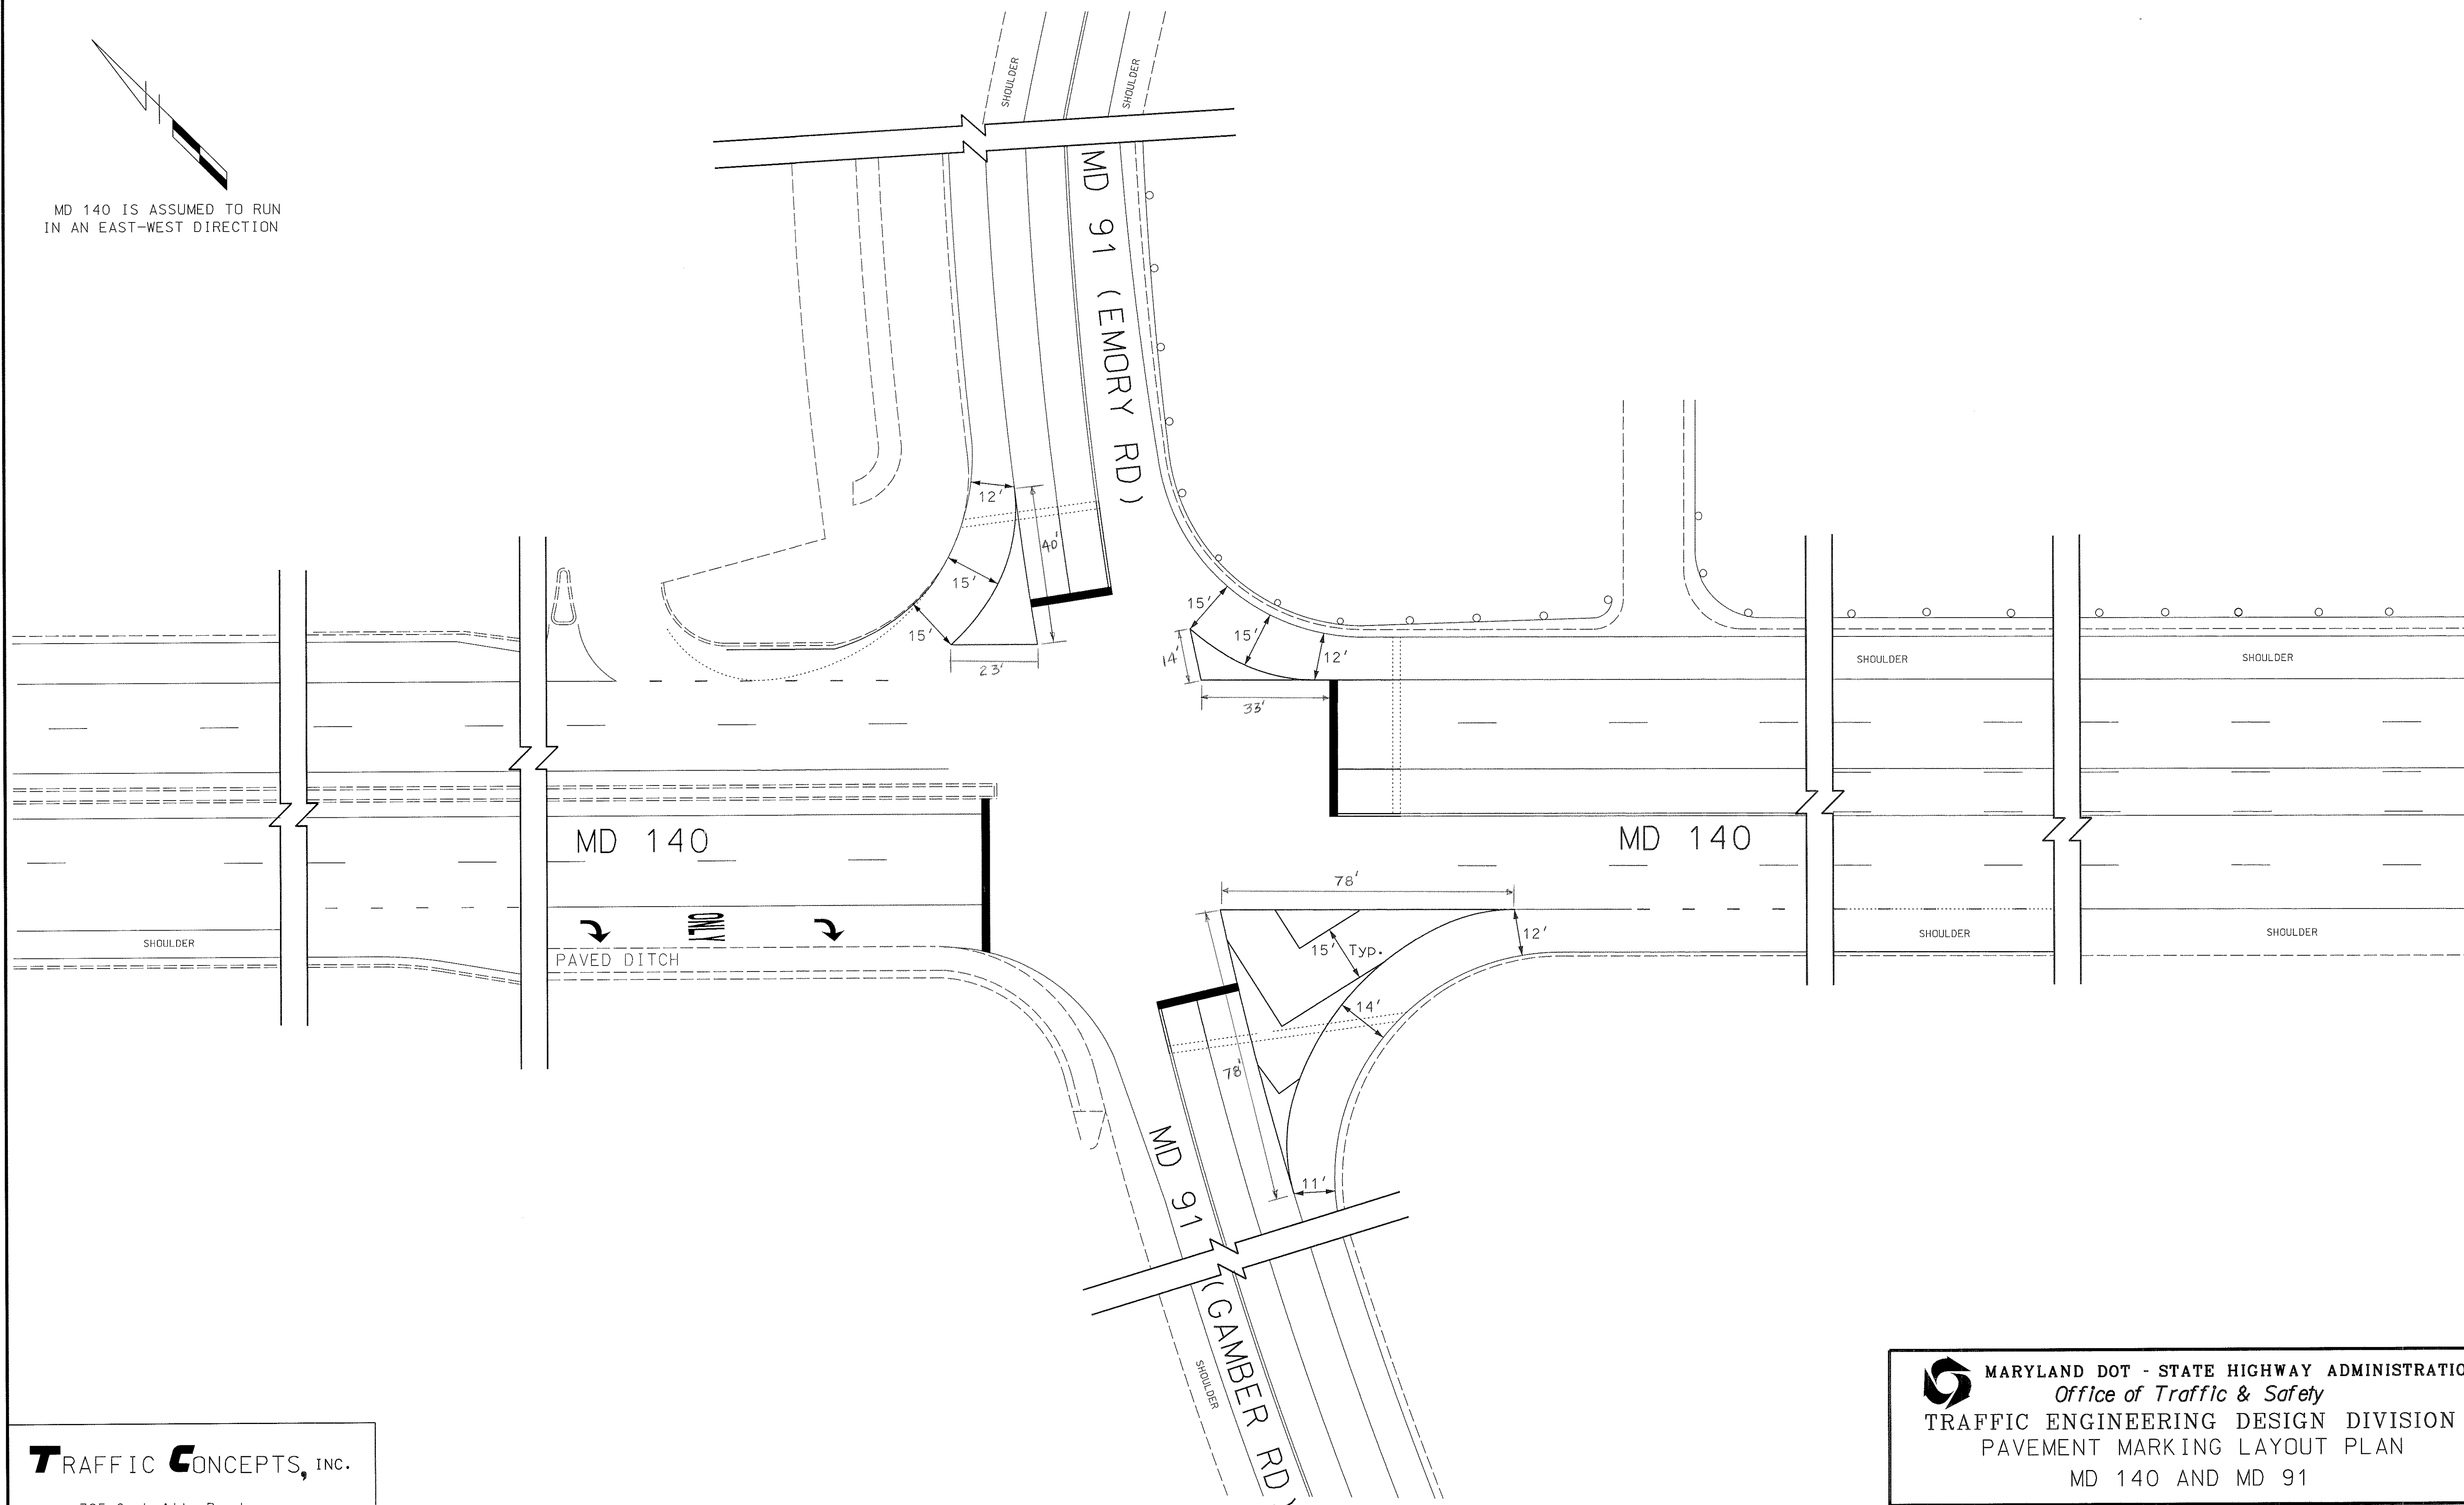 SHOULDER
SHOULDER
MD 140 IS ASSUMED TO RUN
IN AN EAST-WEST DIRECTION
MD 91 (EMORY RD)
12'
40'
15'
15'
23'
15'
15'
12'
14'
33'
SHOULDER
SHOULDER
MD 140
MD 140
78'
ONLY
SHOULDER
PAVED DITCH
15' Typ.
12'
SHOULDER
SHOULDER
14'
78'
11'
MD 91 (GAMBER RD)
SHOULDER
TRAFFIC CONCEPTS, INC.
MARYLAND DOT - STATE HIGHWAY ADMINISTRATIO
Office of Traffic & Safety
TRAFFIC ENGINEERING DESIGN DIVISION
PAVEMENT MARKING LAYOUT PLAN
MD 140 AND MD 91